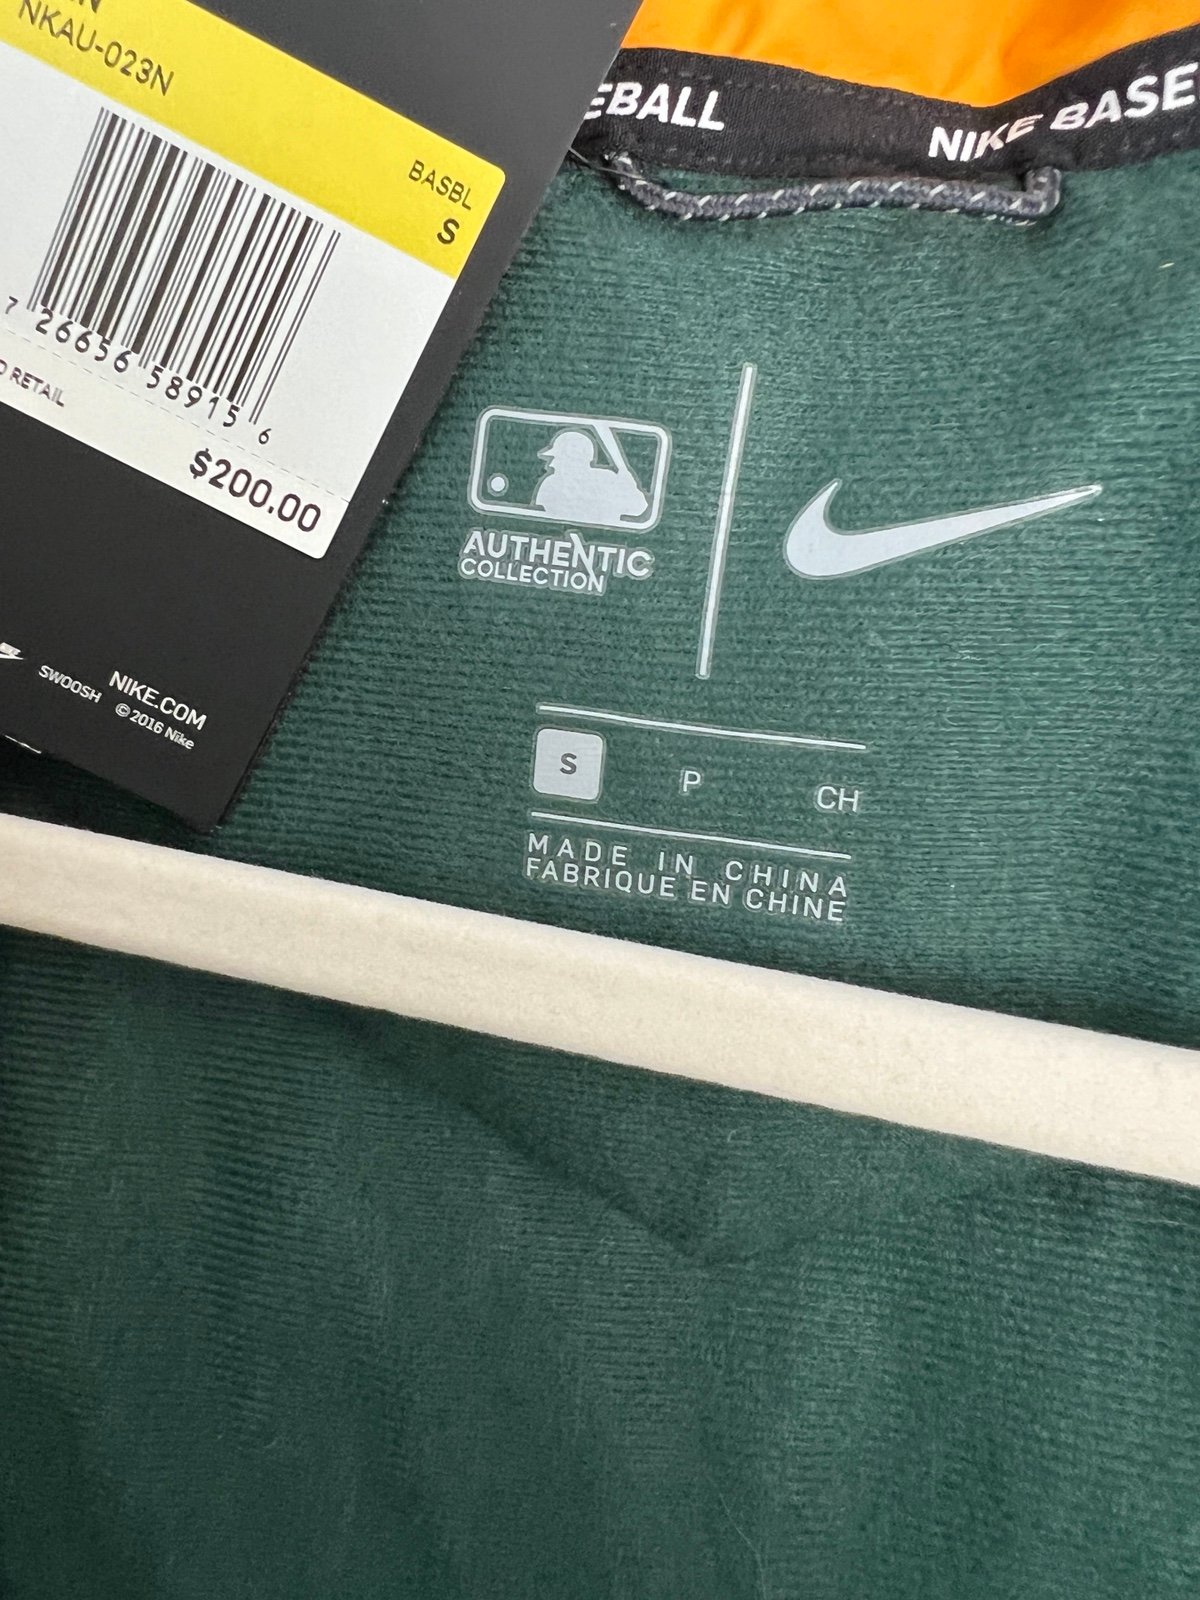 NKAU-023N
BASBL
S
7 26656 58915 6
RETAIL
$200.00
SWOOSH
NIKE.COM
©2016 Nike
NIKE BASE
AUTHENTIC
COLLECTION
S P CH
MADE IN CHINA
FABRIQUE EN CHINE